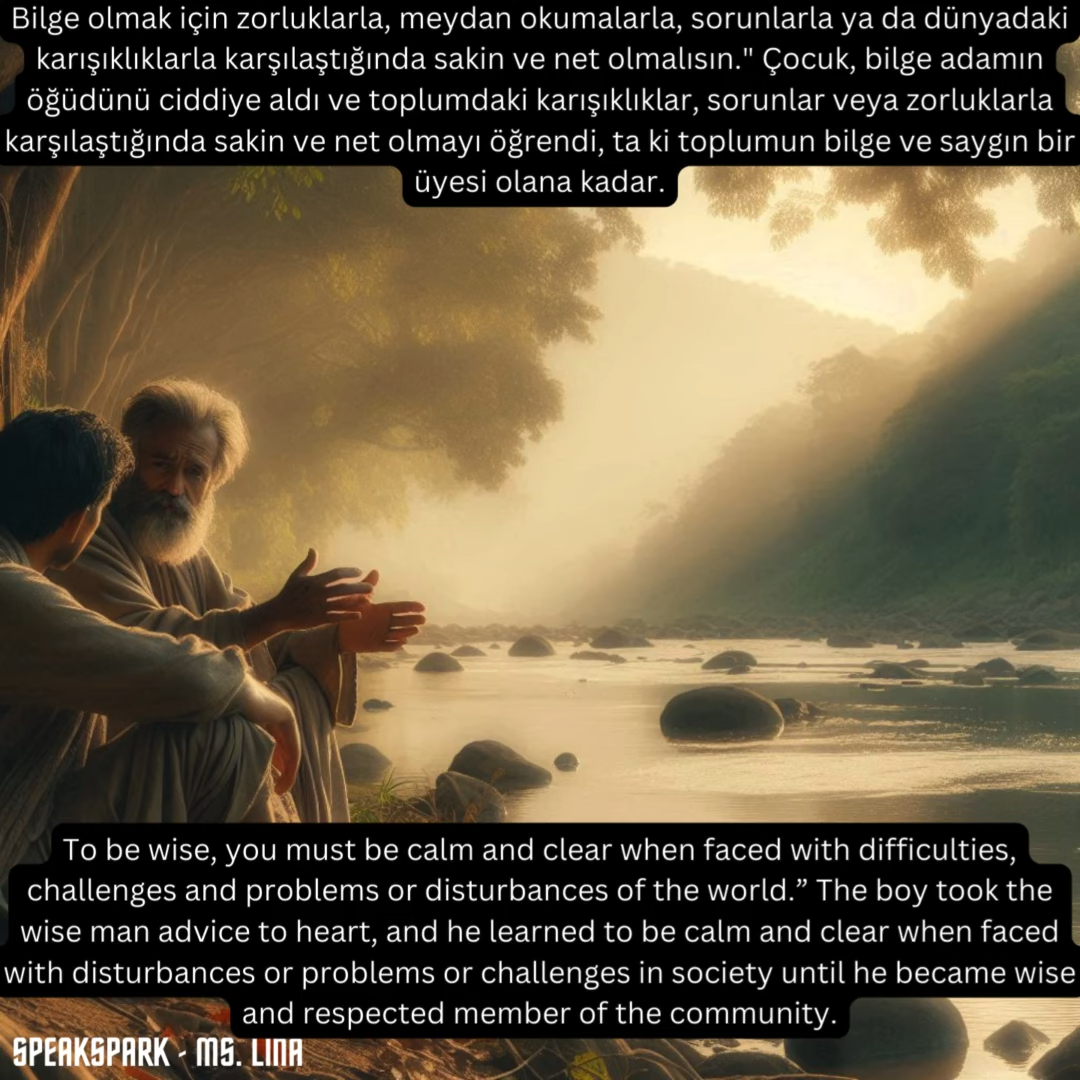 Bilge olmak için zorluklarla, meydan okumalarla, sorunlarla ya da dünyadaki
karışıklıklarla karşılaştığında sakin ve net olmalısın." Çocuk, bilge adamın
öğüdünü ciddiye aldı ve toplumdaki karışıklıklar, sorunlar veya zorluklarla
karşılaştığında sakin ve net olmayı öğrendi, ta ki toplumun bilge ve saygın bir
üyesi olana kadar.
To be wise, you must be calm and clear when faced with difficulties,
challenges and problems or disturbances of the world.” The boy took the
wise man advice to heart, and he learned to be calm and clear when faced
with disturbances or problems or challenges in society until he became wise
and respected member of the community.
SPEAKSPARK - MS. LINA